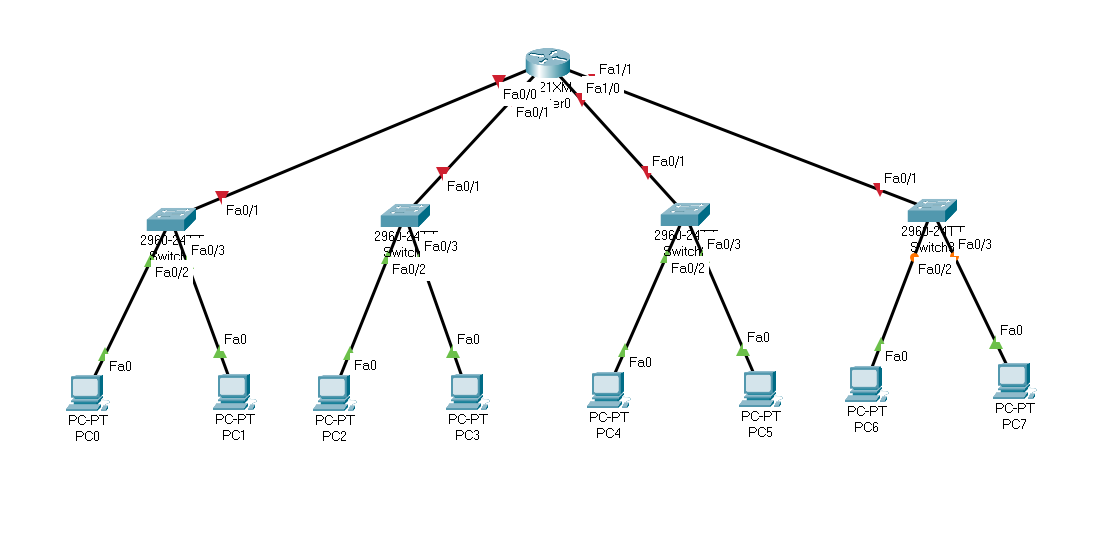 Fa1/1
Fa0/0
21XM
Fa1/0
er0
Fa0/1
Fa0/1
Fa0/1
Fa0/1
Fa0/1
2960-24TT
Fa0/3
Switch
Fa0/2
2960-24TT
Fa0/3
Switch
Fa0/2
2960-24TT
Fa0/3
Switch
Fa0/2
2960-24TT
Fa0/3
Switch3
Fa0/2
Fa0
Fa0
Fa0
Fa0
Fa0
Fa0
Fa0
Fa0
PC-PT
PC0
PC-PT
PC1
PC-PT
PC2
PC-PT
PC3
PC-PT
PC4
PC-PT
PC5
PC-PT
PC6
PC-PT
PC7